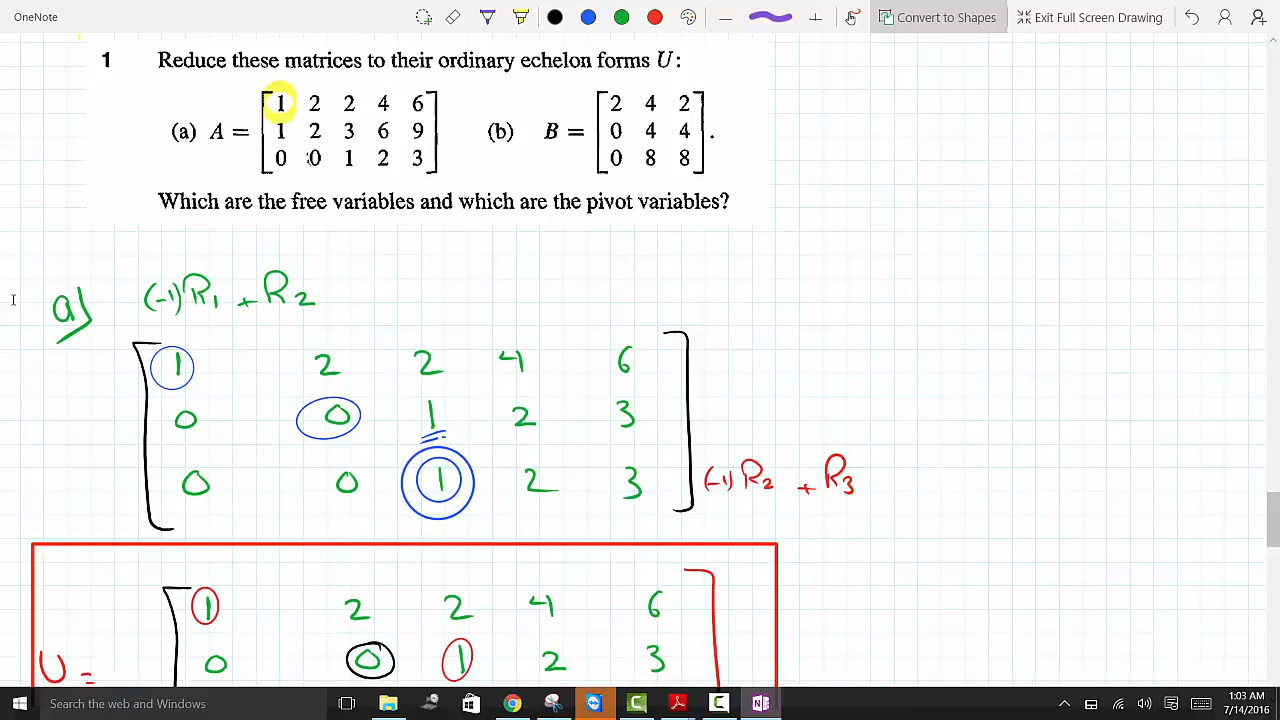 OneNote
Convert to Shapes
Exit Full Screen Drawing
1 Reduce these matrices to their ordinary echelon forms U:
(a) A = [1 2 2 4 6
1 2 3 6 9
0 0 1 2 3]
(b) B = [2 4 2
0 4 4
0 8 8].
Which are the free variables and which are the pivot variables?
a) (-1)R1 + R2
1 2 2 4 6
0 0 1 2 3
0 0 1 2 3 (-1)R2 + R3
1 2 2 4 6
U = 0 0 1 2 3
Search the web and Windows
1:03 AM
7/14/2016